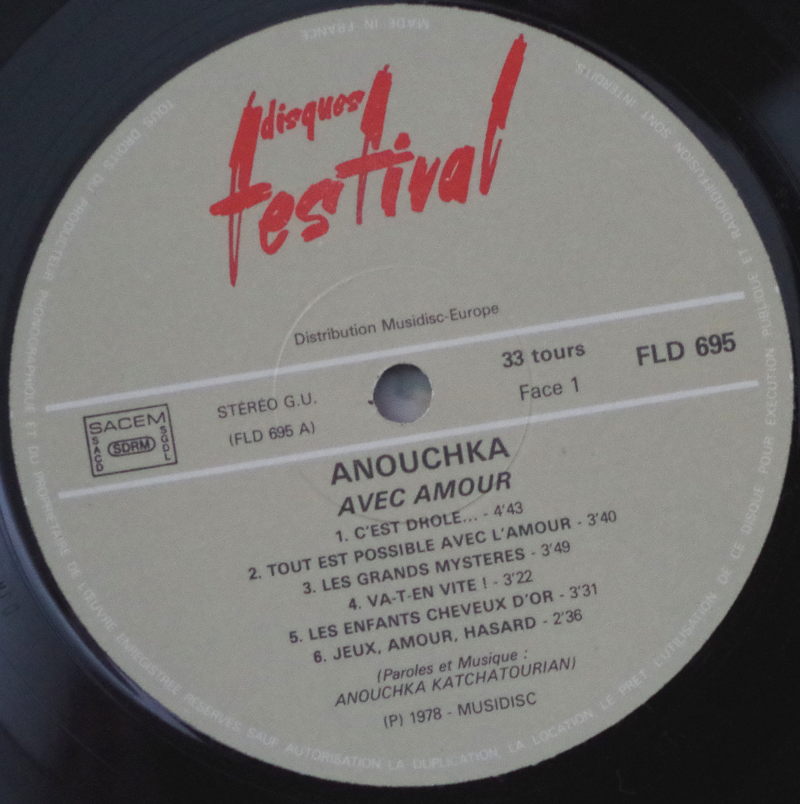 MADE IN FRANCE
disques
festival
Distribution Musidisc-Europe
33 tours
FLD 695
Face 1
STÉRÉO G.U.
(FLD 695 A)
SACEM
SACD
SDRM
SGDL
ANOUCHKA
AVEC AMOUR
1. C'EST DROLE... - 4'43
2. TOUT EST POSSIBLE AVEC L'AMOUR - 3'40
3. LES GRANDS MYSTERES - 3'49
4. VA-T-EN VITE ! - 3'22
5. LES ENFANTS CHEVEUX D'OR - 3'31
6. JEUX, AMOUR, HASARD - 2'36
(Paroles et Musique :
ANOUCHKA KATCHATOURIAN)
(P) 1978 - MUSIDISC
TOUS DROITS DU PRODUCTEUR PHONOGRAPHIQUE ET DU PROPRIETAIRE DE L'ŒUVRE ENREGISTREE RESERVES SAUF AUTORISATION LA DUPLICATION, LA LOCATION, LE PRET, L'UTILISATION DE CE DISQUE POUR EXECUTION PUBLIQUE ET RADIODIFFUSION SONT INTERDITS.